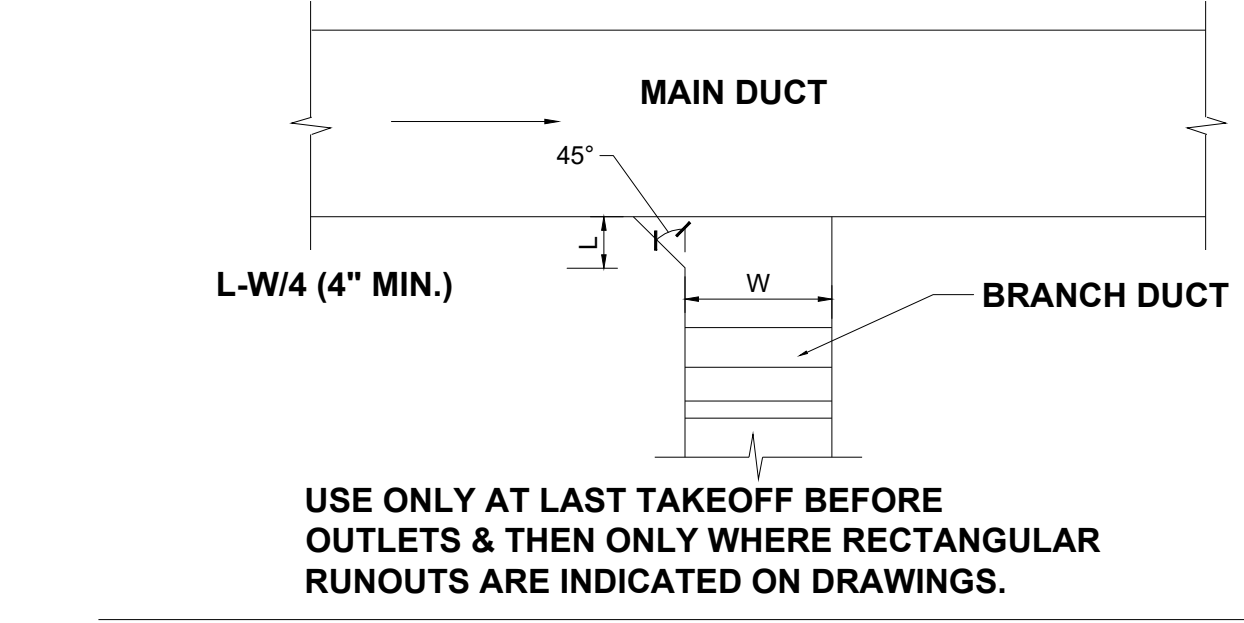 MAIN DUCT
45°
L
L-W/4 (4" MIN.)
W
BRANCH DUCT
USE ONLY AT LAST TAKEOFF BEFORE
OUTLETS & THEN ONLY WHERE RECTANGULAR
RUNOUTS ARE INDICATED ON DRAWINGS.